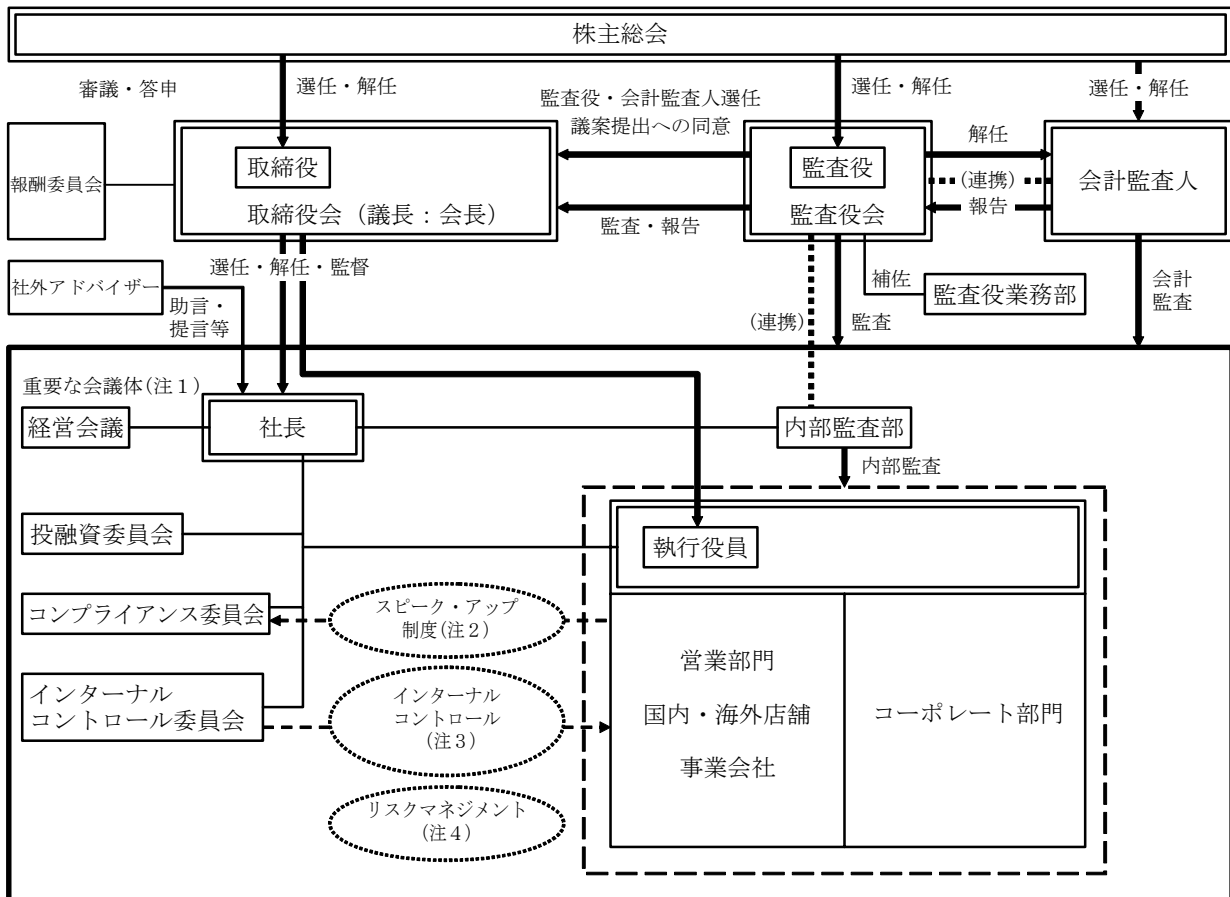 株主総会
審議・答申
選任・解任
監査役・会計監査人選任
議案提出への同意
選任・解任
選任・解任
報酬委員会
取締役
取締役会（議長：会長）
監査・報告
監査役
監査役会
解任
(連携)
報告
会計監査人
選任・解任・監督
社外アドバイザー
助言・
提言等
(連携)
監査
補佐
監査役業務部
会計
監査
重要な会議体(注１)
経営会議
社長
内部監査部
内部監査
投融資委員会
執行役員
コンプライアンス委員会
スピーク・アップ
制度(注２)
インターナル
コントロール委員会
インターナル
コントロール
(注３)
リスクマネジメント
(注４)
営業部門
国内・海外店舗
事業会社
コーポレート部門